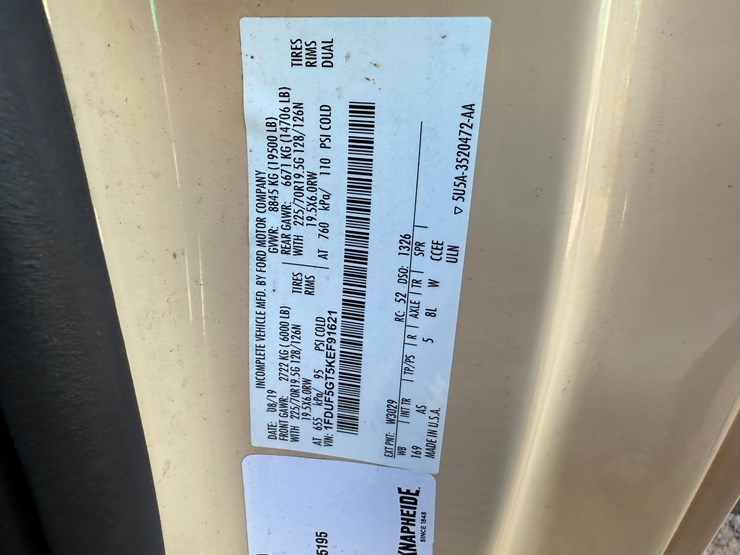 INCOMPLETE VEHICLE MFD. BY FORD MOTOR COMPANY
DATE: 08/19 GVWR: 8845 KG (19500 LB)
FRONT GAWR: 2722 KG (6000 LB) REAR GAWR: 6671 KG (14706 LB)
WITH 225/70R19.5G 128/126N TIRES WITH 225/70R19.5G 128/126N TIRES
19.5X6.0RW RIMS 19.5X6.0RW RIMS
AT 655 kPa/ 95 PSI COLD AT 760 kPa/ 110 PSI COLD DUAL
VIN: 1FDUF5GT5KEF91621
EXT PNT: W3029 RC: 52 DSO: 1326
WB INT TR TP/PS R AXLE TR SPR
169 AS 5 8L W CCEE
MADE IN U.S.A. ULN
▽ 5U5A-3520472-AA
5195
KNAPHEIDE
SINCE 1848